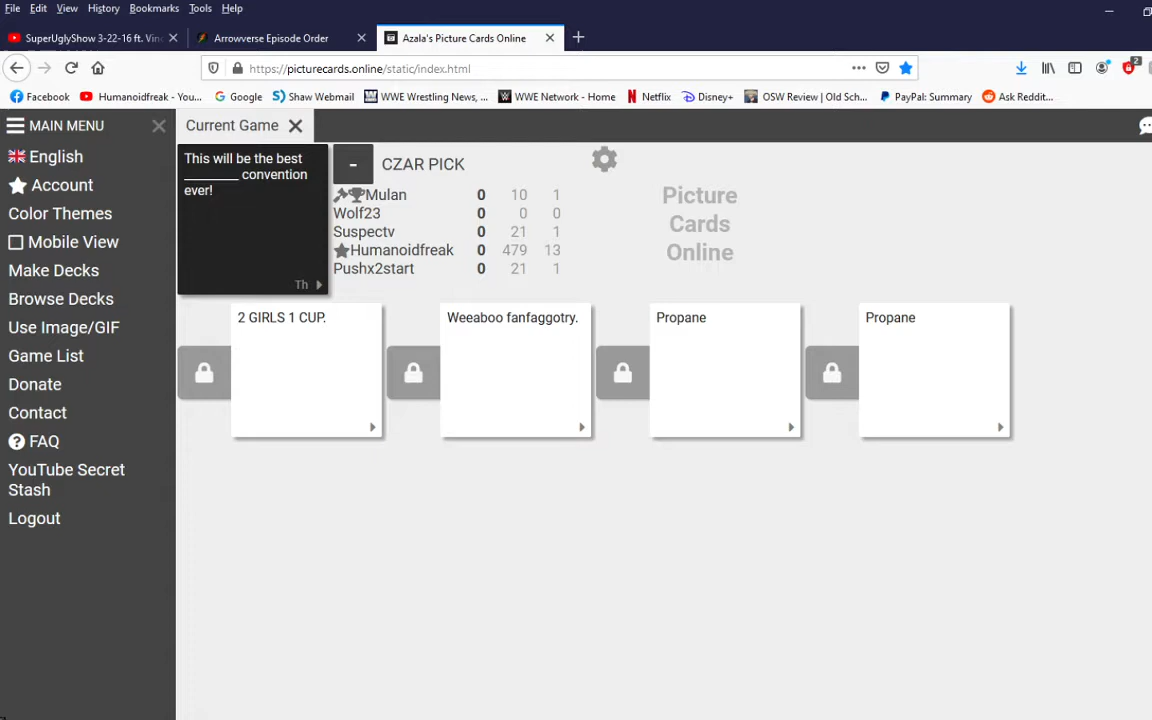 File Edit View History Bookmarks Tools Help
SuperUglyShow 3-22-16 ft. Vin
Arrowverse Episode Order
Azala's Picture Cards Online
https://picturecards.online/static/index.html
2
Facebook
Humanoidfreak - You...
Google
Shaw Webmail
WWE Wrestling News, ...
WWE Network - Home
Netflix
Disney+
OSW Review | Old Sch...
PayPal: Summary
Ask Reddit...
MAIN MENU
Current Game
English
Account
Color Themes
Mobile View
Make Decks
Browse Decks
Use Image/GIF
Game List
Donate
Contact
FAQ
YouTube Secret
Stash
Logout
This will be the best
_______ convention
ever!
Th
- CZAR PICK
Mulan 0 10 1
Wolf23 0 0 0
Suspectv 0 21 1
Humanoidfreak 0 479 13
Pushx2start 0 21 1
Picture
Cards
Online
2 GIRLS 1 CUP.
Weeaboo fanfaggotry.
Propane
Propane